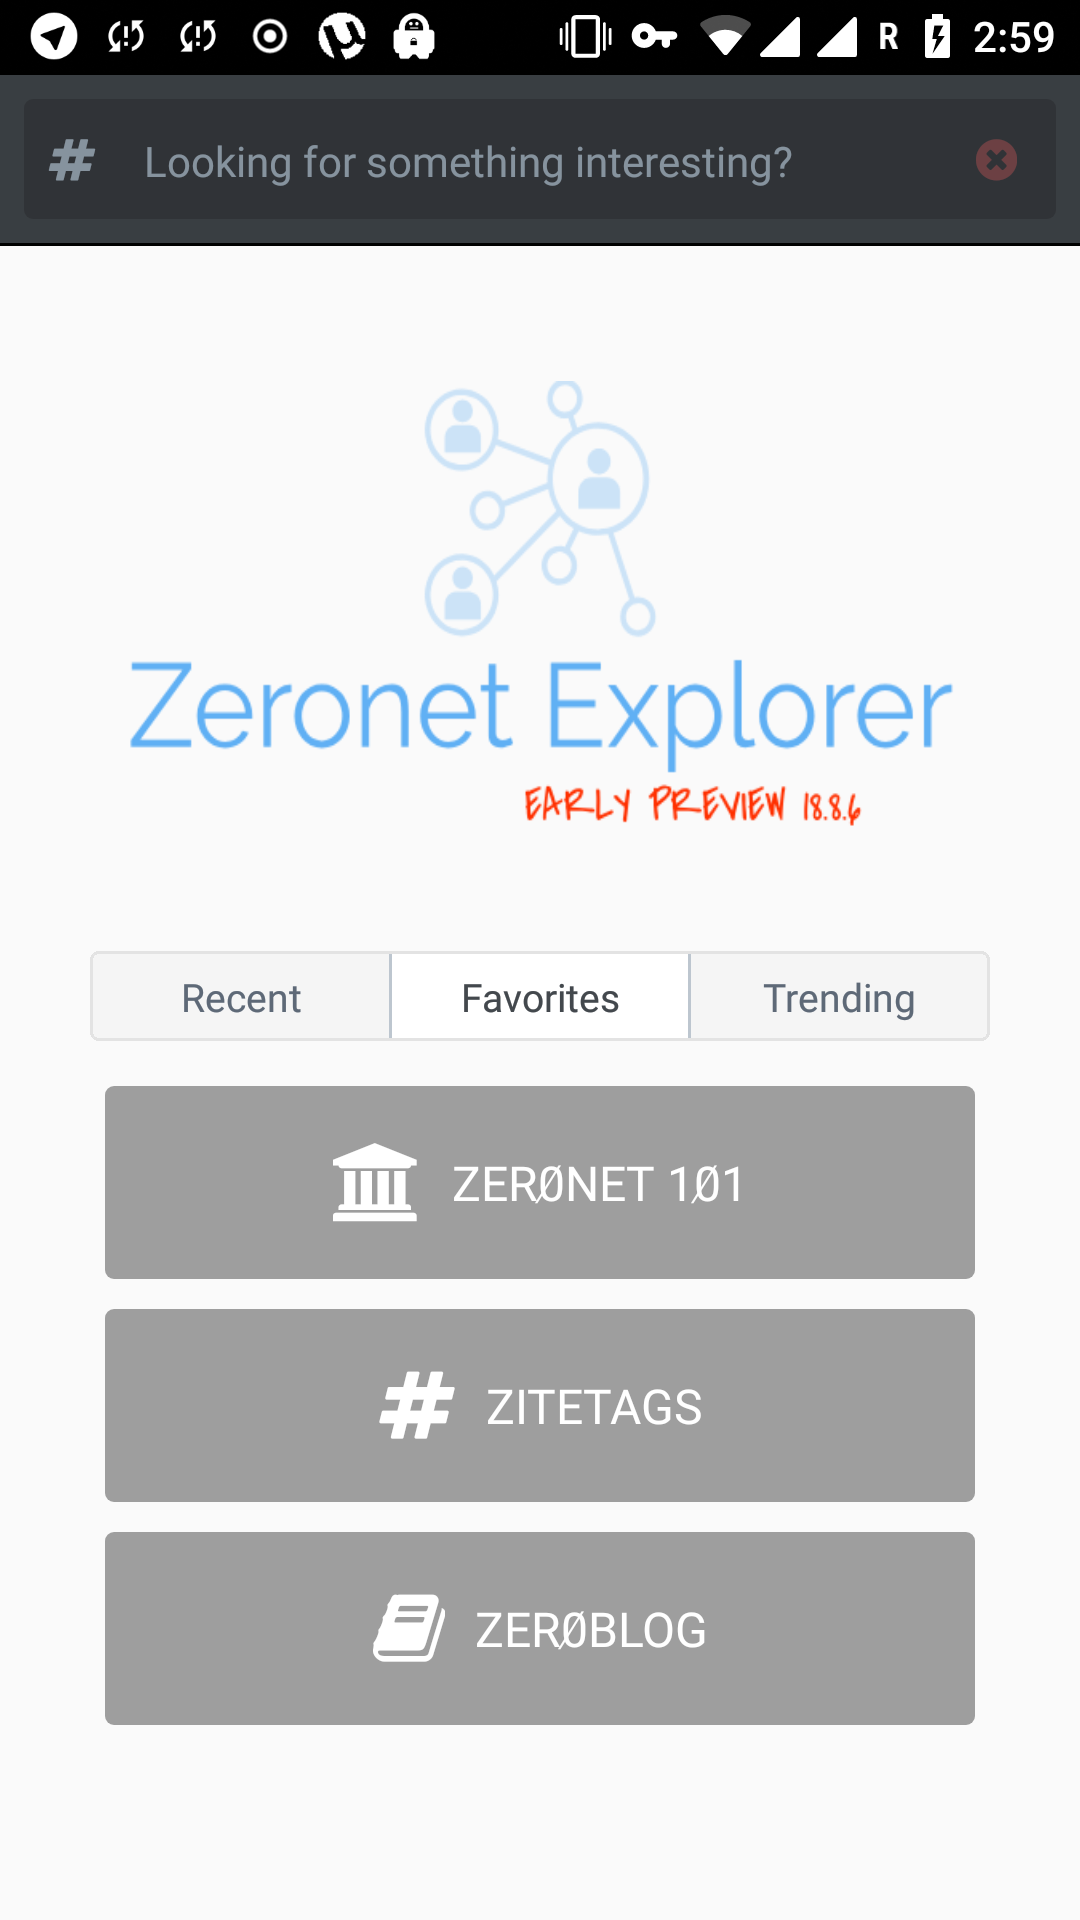 R 2:59
# Looking for something interesting?
Zeronet Explorer
EARLY PREVIEW 18.8.6
Recent Favorites Trending
ZERØNET 1Ø1
# ZITETAGS
ZERØBLOG